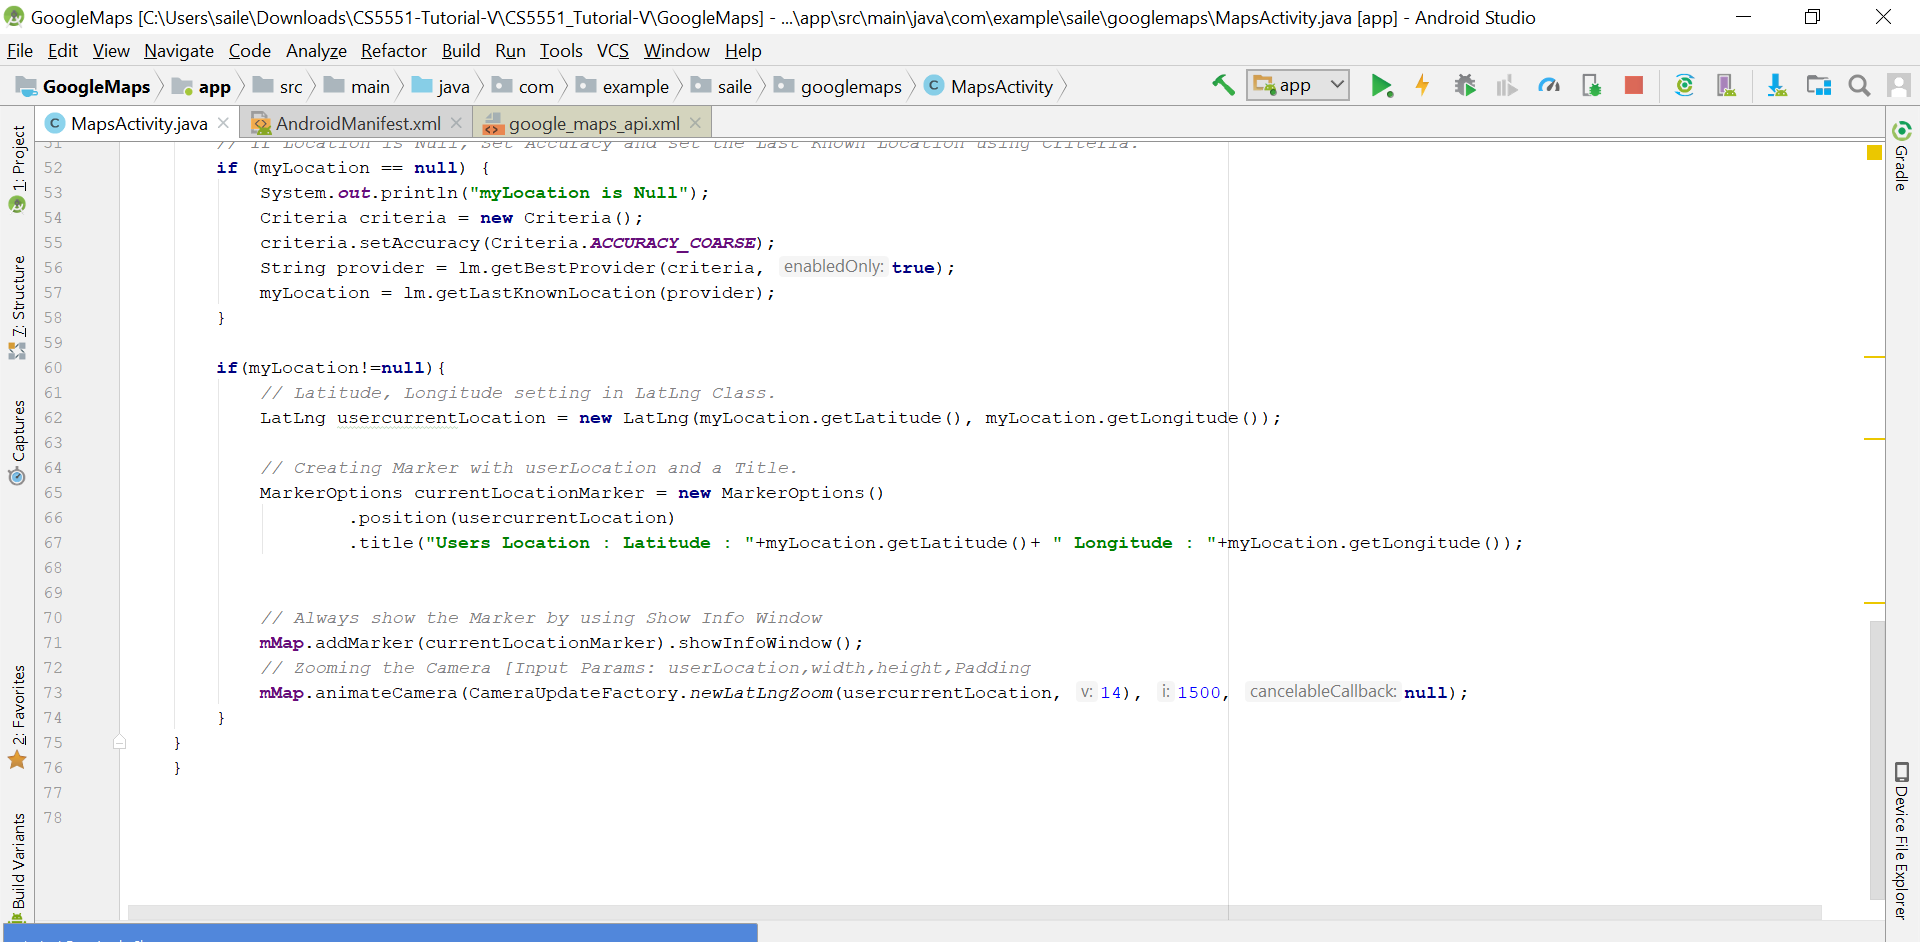 GoogleMaps [C:\Users\saile\Downloads\CS5551-Tutorial-V\CS5551_Tutorial-V\GoogleMaps] - ...\app\src\main\java\com\example\saile\googlemaps\MapsActivity.java [app] - Android Studio
File Edit View Navigate Code Analyze Refactor Build Run Tools VCS Window Help
GoogleMaps app src main java com example saile googlemaps C MapsActivity app
C MapsActivity.java AndroidManifest.xml google_maps_api.xml
1: Project
7: Structure
Captures
2: Favorites
Build Variants
51 // If Location is Null, Set Accuracy and set the Last Known Location using Criteria.
52 if (myLocation == null) {
53 System.out.println("myLocation is Null");
54 Criteria criteria = new Criteria();
55 criteria.setAccuracy(Criteria.ACCURACY_COARSE);
56 String provider = lm.getBestProvider(criteria, enabledOnly: true);
57 myLocation = lm.getLastKnownLocation(provider);
58 }
59
60 if(myLocation!=null){
61 // Latitude, Longitude setting in LatLng Class.
62 LatLng usercurrentLocation = new LatLng(myLocation.getLatitude(), myLocation.getLongitude());
63
64 // Creating Marker with userLocation and a Title.
65 MarkerOptions currentLocationMarker = new MarkerOptions()
66 .position(usercurrentLocation)
67 .title("Users Location : Latitude : "+myLocation.getLatitude()+ " Longitude : "+myLocation.getLongitude());
68
69
70 // Always show the Marker by using Show Info Window
71 mMap.addMarker(currentLocationMarker).showInfoWindow();
72 // Zooming the Camera [Input Params: userLocation,width,height,Padding
73 mMap.animateCamera(CameraUpdateFactory.newLatLngZoom(usercurrentLocation, v: 14), i: 1500, cancelableCallback: null);
74 }
75 }
76 }
77
78
Gradle
Device File Explorer